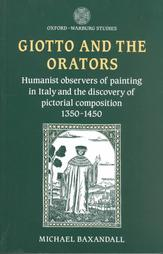 OXFORD–WARBURG STUDIES
GIOTTO AND THE
ORATORS
Humanist observers of painting
in Italy and the discovery of
pictorial composition
1350–1450
MICHAEL BAXANDALL